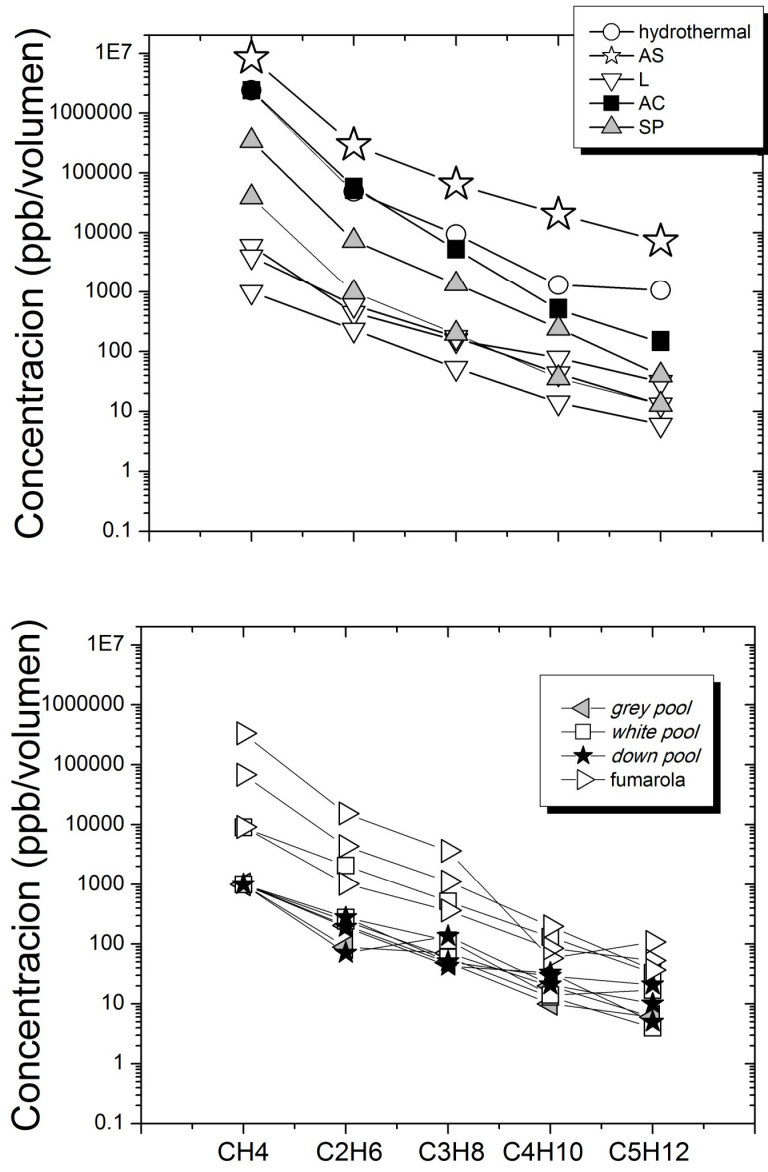 Concentracion (ppb/volumen)
1E7
1000000
100000
10000
1000
100
10
1
0.1
hydrothermal
AS
L
AC
SP
Concentracion (ppb/volumen)
1E7
1000000
100000
10000
1000
100
10
1
0.1
grey pool
white pool
down pool
fumarola
CH4 C2H6 C3H8 C4H10 C5H12